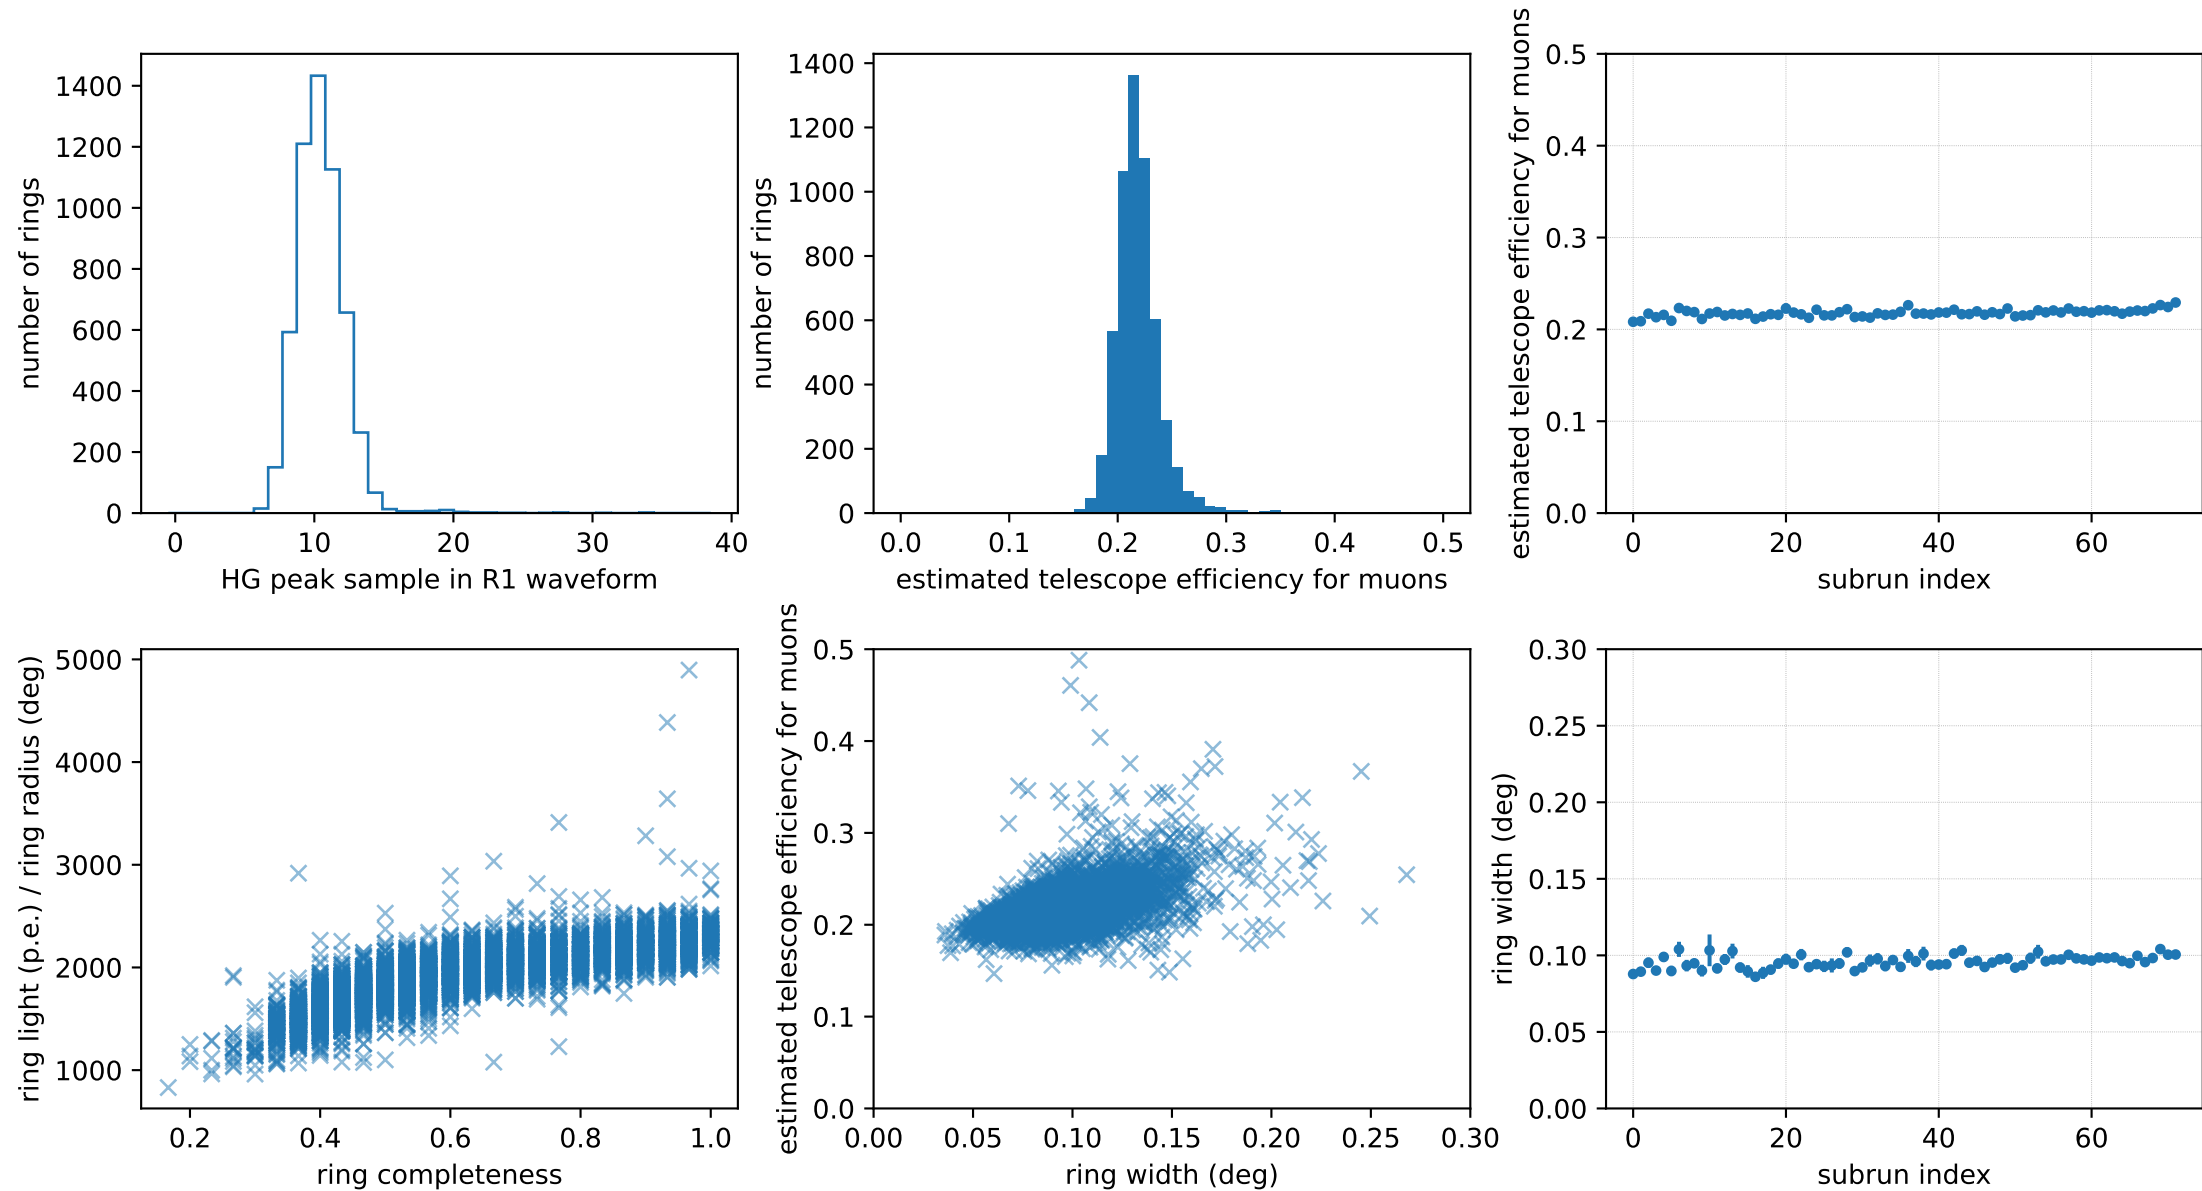 number of rings
1400
1200
1000
800
600
400
200
0
0 10 20 30 40
HG peak sample in R1 waveform
number of rings
1400
1200
1000
800
600
400
200
0
0.0 0.1 0.2 0.3 0.4 0.5
estimated telescope efficiency for muons
estimated telescope efficiency for muons
0.5
0.4
0.3
0.2
0.1
0.0
0 20 40 60
subrun index
ring light (p.e.) / ring radius (deg)
5000
4000
3000
2000
1000
0.2 0.4 0.6 0.8 1.0
ring completeness
estimated telescope efficiency for muons
0.5
0.4
0.3
0.2
0.1
0.0
0.00 0.05 0.10 0.15 0.20 0.25 0.30
ring width (deg)
ring width (deg)
0.30
0.25
0.20
0.15
0.10
0.05
0.00
0 20 40 60
subrun index